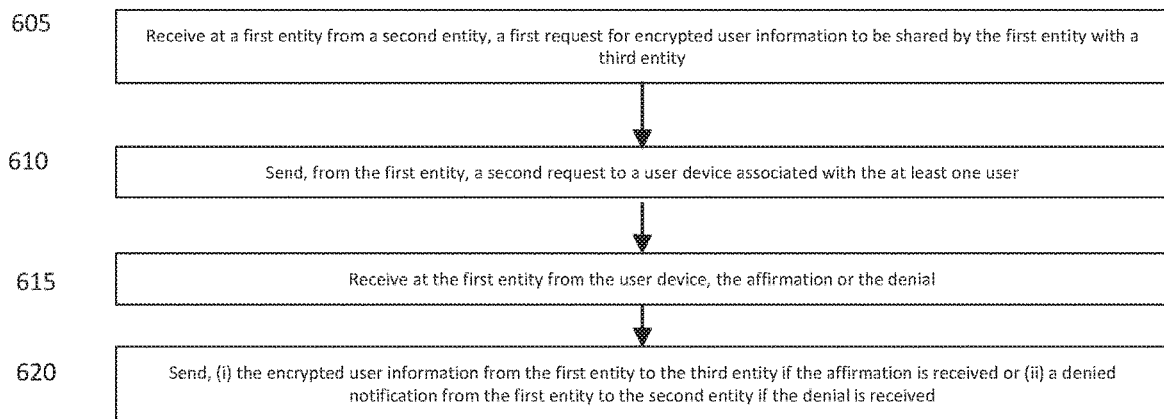 605
Receive at a first entity from a second entity, a first request for encrypted user information to be shared by the first entity with a
third entity
610
Send, from the first entity, a second request to a user device associated with the at least one user
615
Receive at the first entity from the user device, the affirmation or the denial
620
Send, (i) the encrypted user information from the first entity to the third entity if the affirmation is received or (ii) a denied
notification from the first entity to the second entity if the denial is received